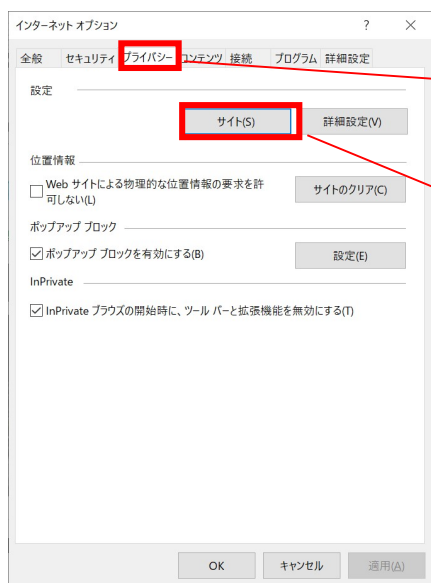 インターネット オプション ? ×
全般 セキュリティ プライバシー コンテンツ 接続 プログラム 詳細設定
設定
サイト(S) 詳細設定(V)
位置情報
Web サイトによる物理的な位置情報の要求を許
可しない(L)
サイトのクリア(C)
ポップアップ ブロック
ポップアップ ブロックを有効にする(B) 設定(E)
InPrivate
InPrivate ブラウズの開始時に、ツール バーと拡張機能を無効にする(T)
OK キャンセル 適用(A)